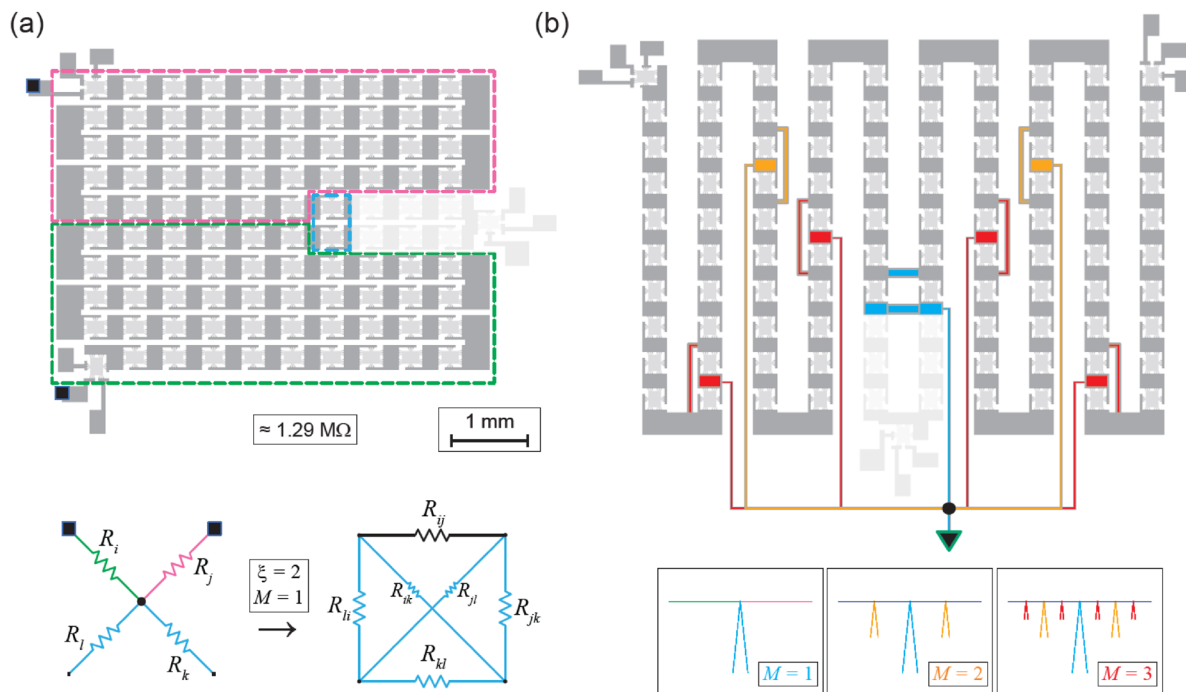 (a)
(b)
≈ 1.29 MΩ
1 mm
R_i
R_j
R_l
R_k
ξ = 2
M = 1
R_ij
R_ik
R_jl
R_li
R_jk
R_kl
M = 1
M = 2
M = 3